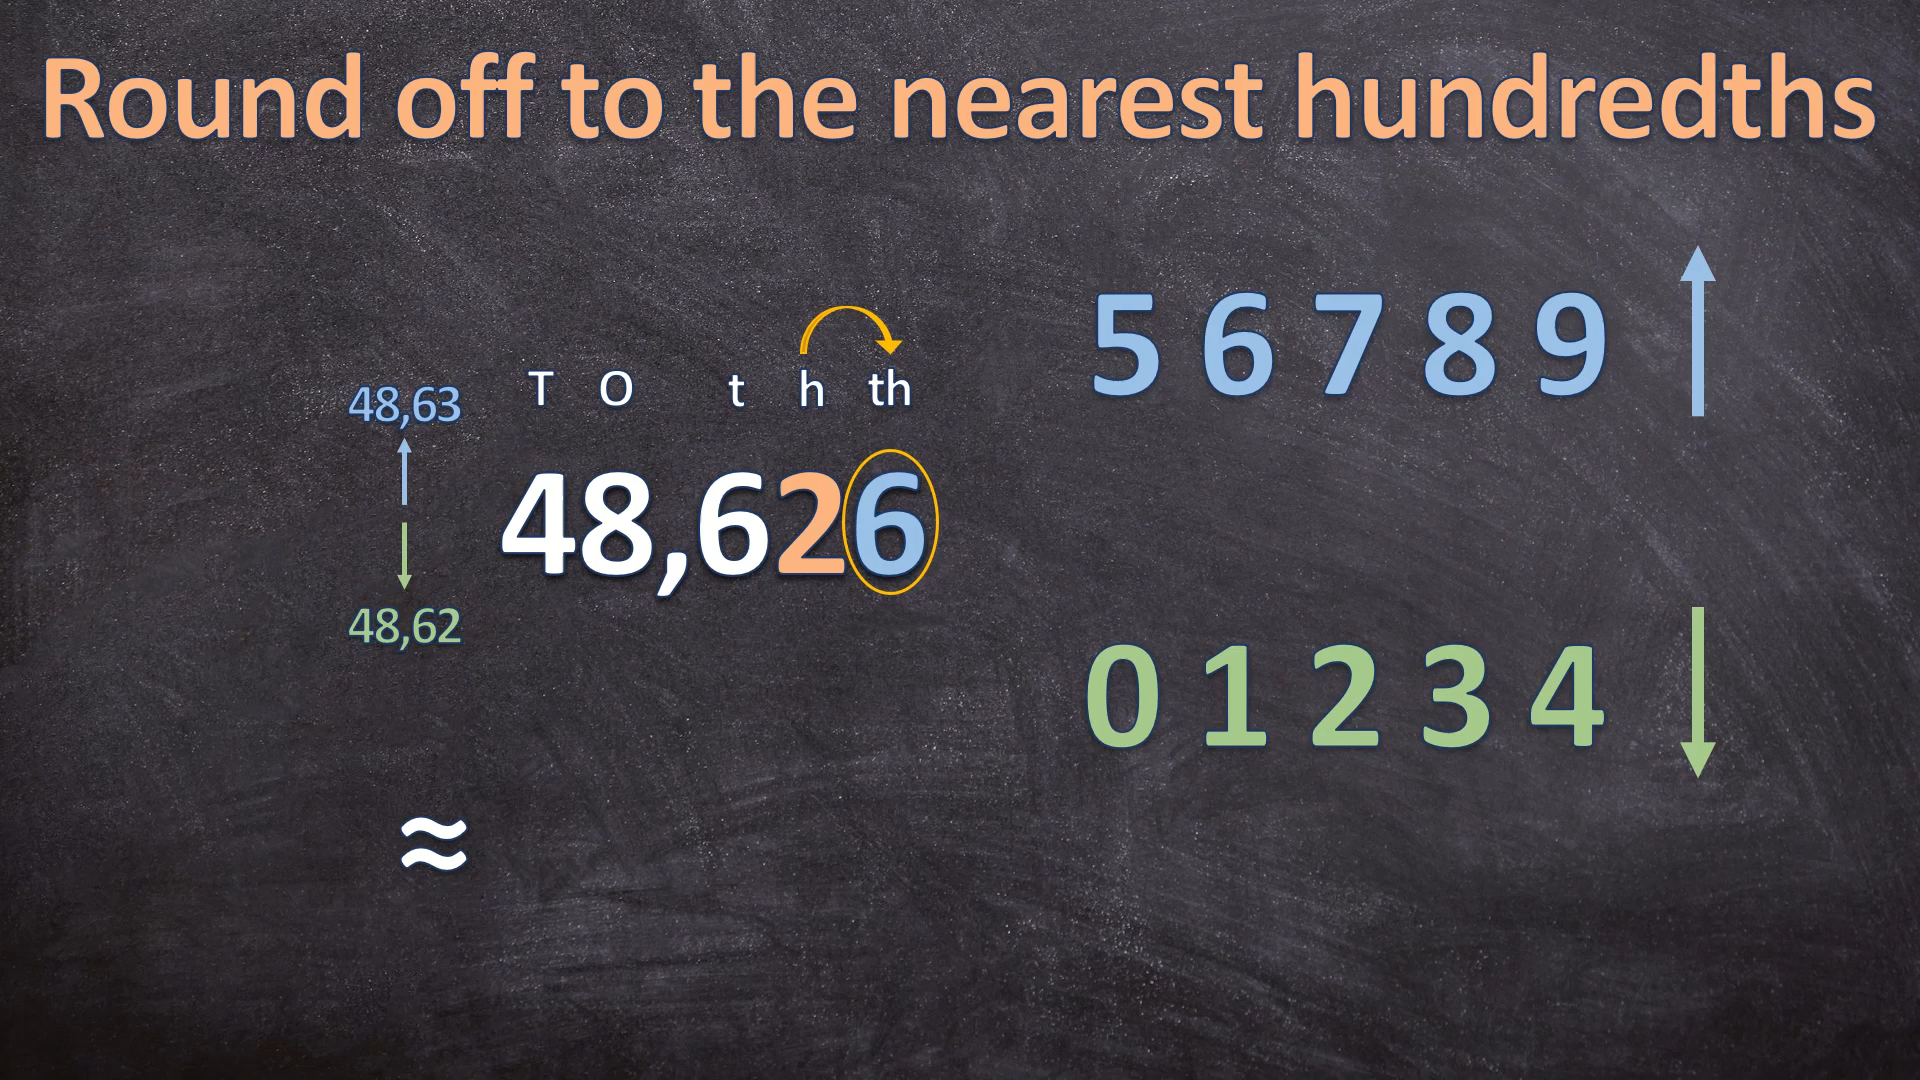 Round off to the nearest hundredths
5 6 7 8 9
48,63 T O t h th
48,626
48,62
0 1 2 3 4
≈